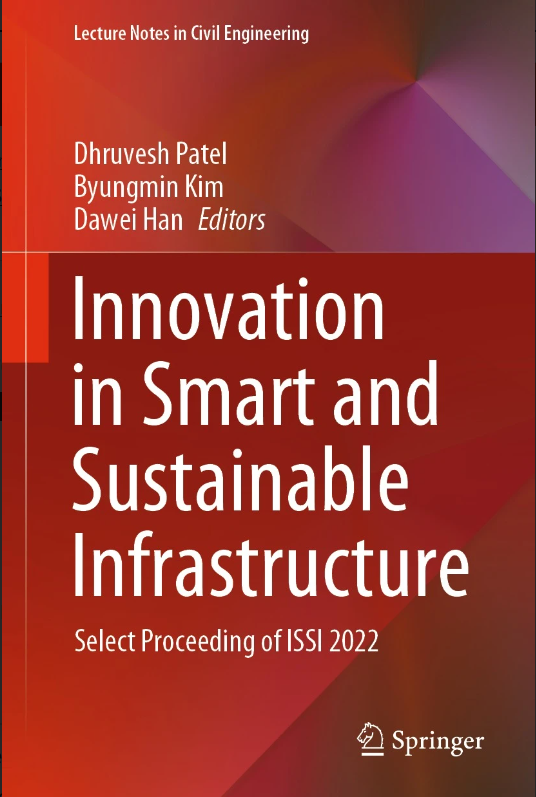 Lecture Notes in Civil Engineering
Dhruvesh Patel
Byungmin Kim
Dawei Han Editors
Innovation
in Smart and
Sustainable
Infrastructure
Select Proceeding of ISSI 2022
Springer